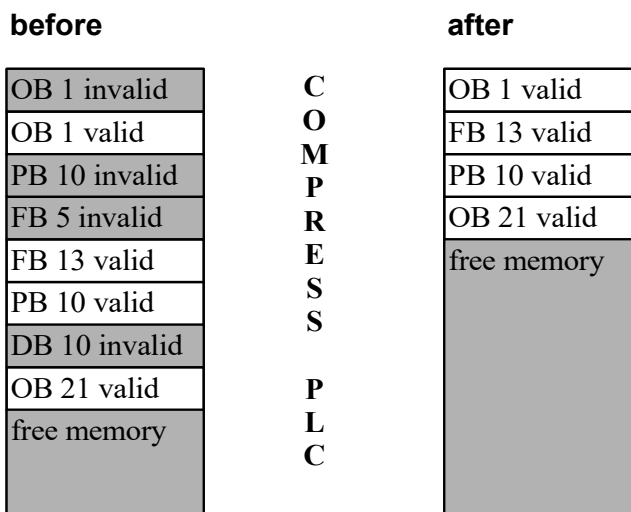 before
OB 1 invalid
OB 1 valid
PB 10 invalid
FB 5 invalid
FB 13 valid
PB 10 valid
DB 10 invalid
OB 21 valid
free memory
C
O
M
P
R
E
S
S
P
L
C
after
OB 1 valid
FB 13 valid
PB 10 valid
OB 21 valid
free memory